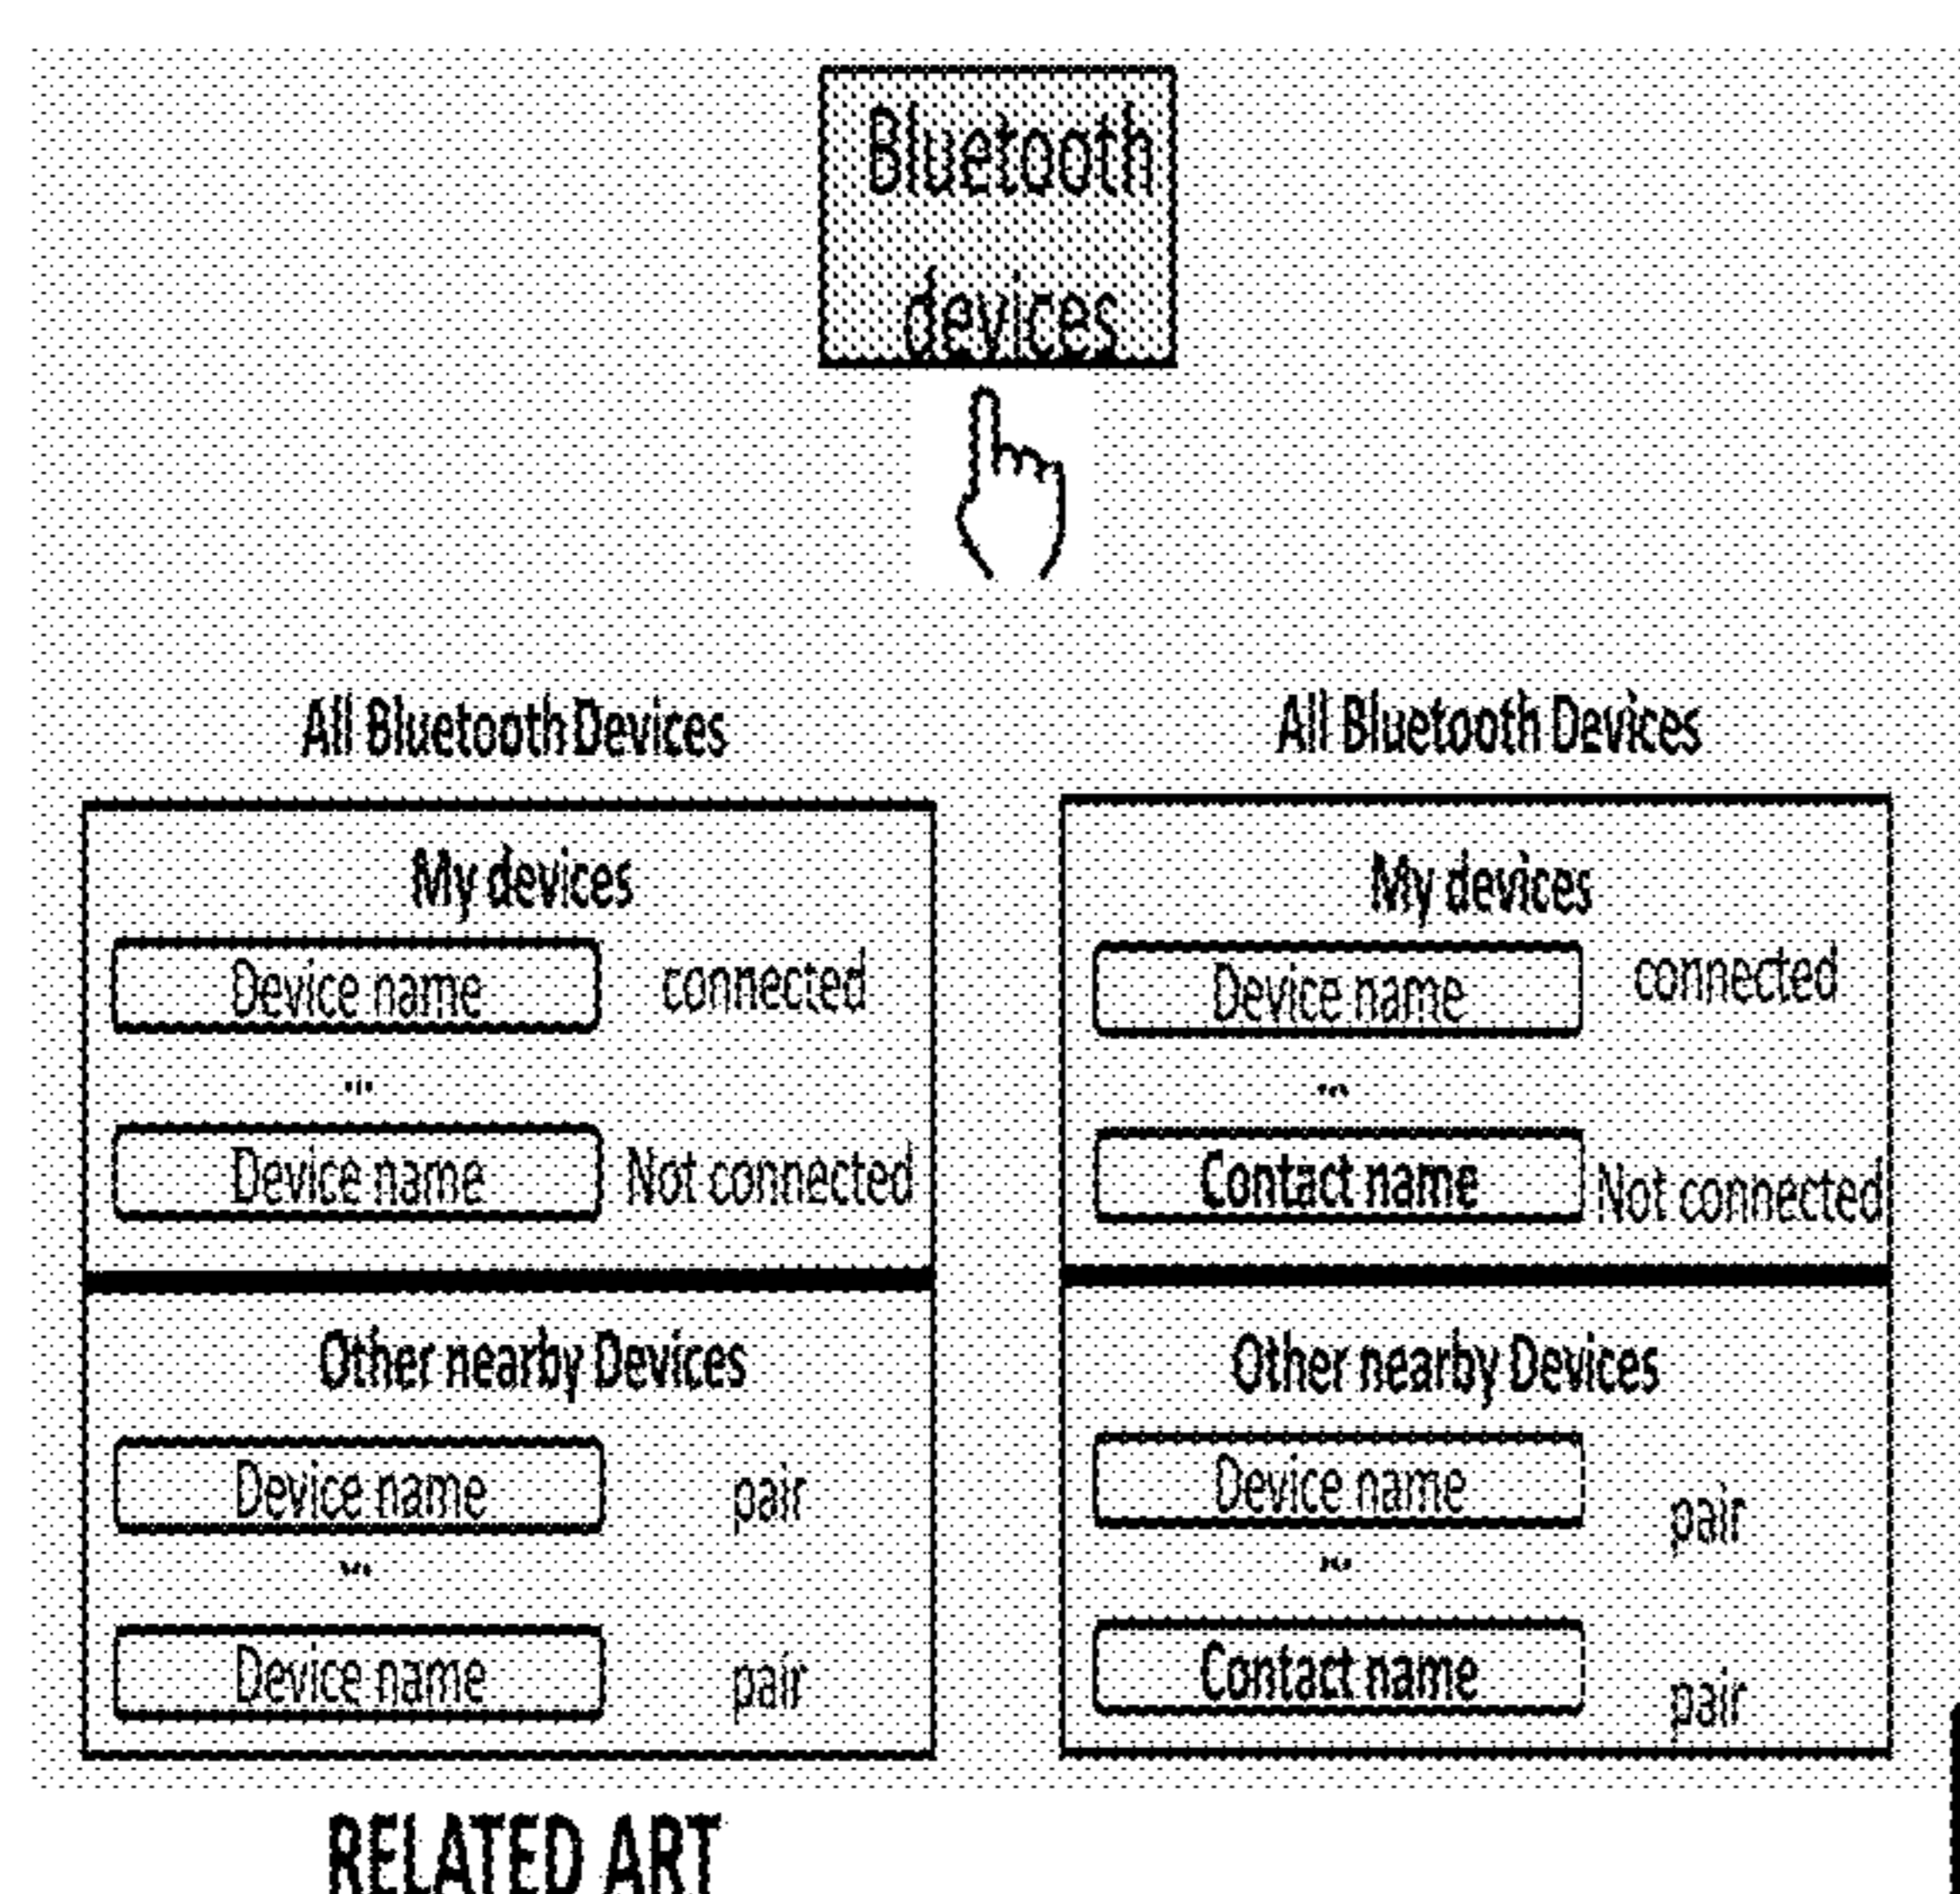 Bluetooth
devices
All Bluetooth Devices
My devices
Device name connected
...
Device name Not connected
Other nearby Devices
Device name pair
...
Device name pair
RELATED ART
All Bluetooth Devices
My devices
Device name connected
...
Contact name Not connected
Other nearby Devices
Device name pair
...
Contact name pair